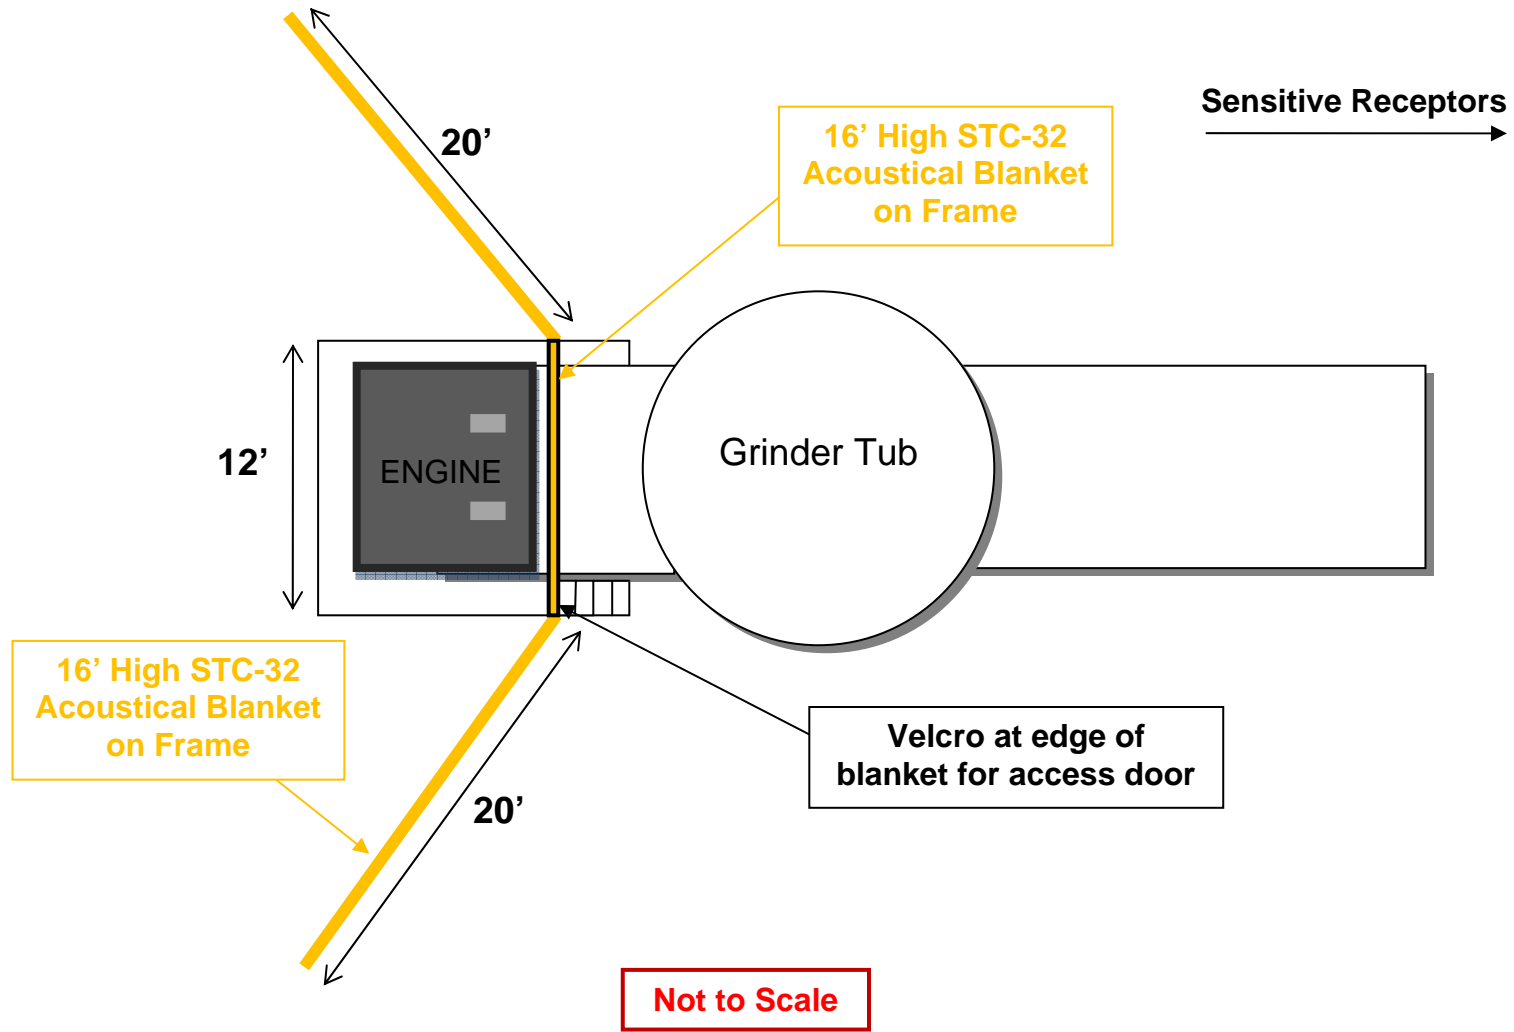 Sensitive Receptors
20’
16’ High STC-32
Acoustical Blanket
on Frame
12’
ENGINE
Grinder Tub
16’ High STC-32
Acoustical Blanket
on Frame
Velcro at edge of
blanket for access door
20’
Not to Scale